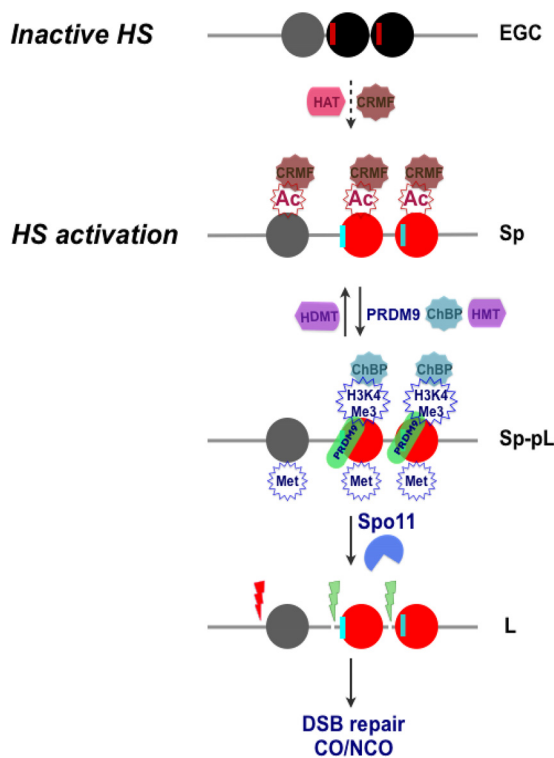 Inactive HS
EGC
HAT
CRMF
CRMF CRMF CRMF
Ac Ac Ac
HS activation
Sp
HDMT
PRDM9
ChBP
HMT
ChBP ChBP
H3K4 H3K4
Me3 Me3
PRDM9 PRDM9
Sp-pL
Met Met Met
Spo11
L
DSB repair
CO/NCO